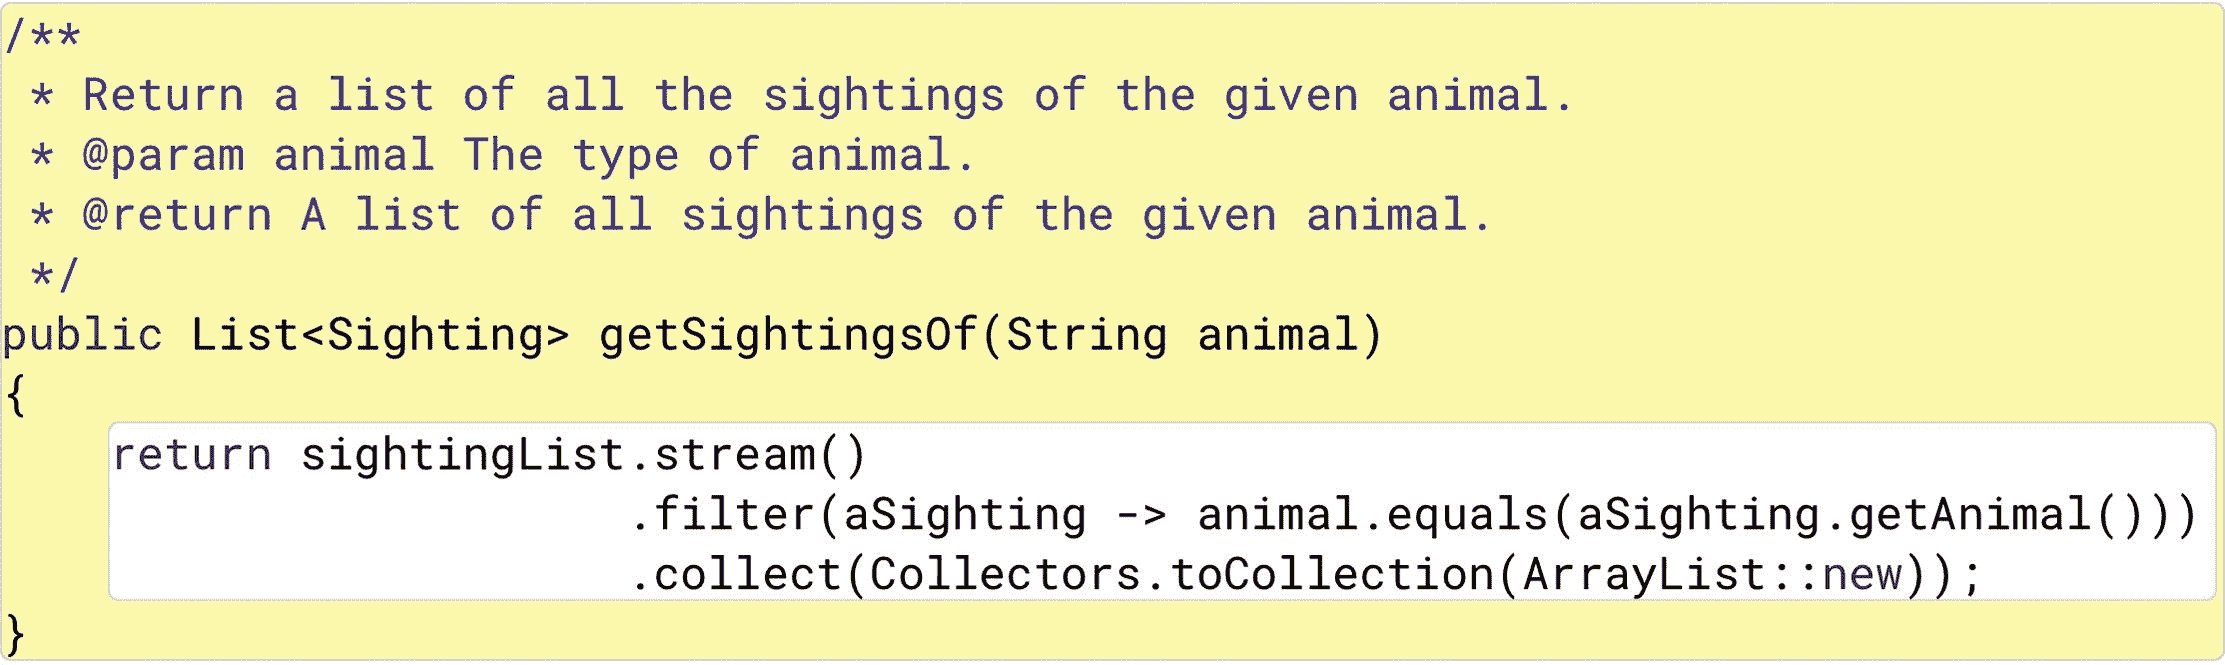 /**
 * Return a list of all the sightings of the given animal.
 * @param animal The type of animal.
 * @return A list of all sightings of the given animal.
 */
public List<Sighting> getSightingsOf(String animal)
{
    return sightingList.stream()
                       .filter(aSighting -> animal.equals(aSighting.getAnimal()))
                       .collect(Collectors.toCollection(ArrayList::new));
}